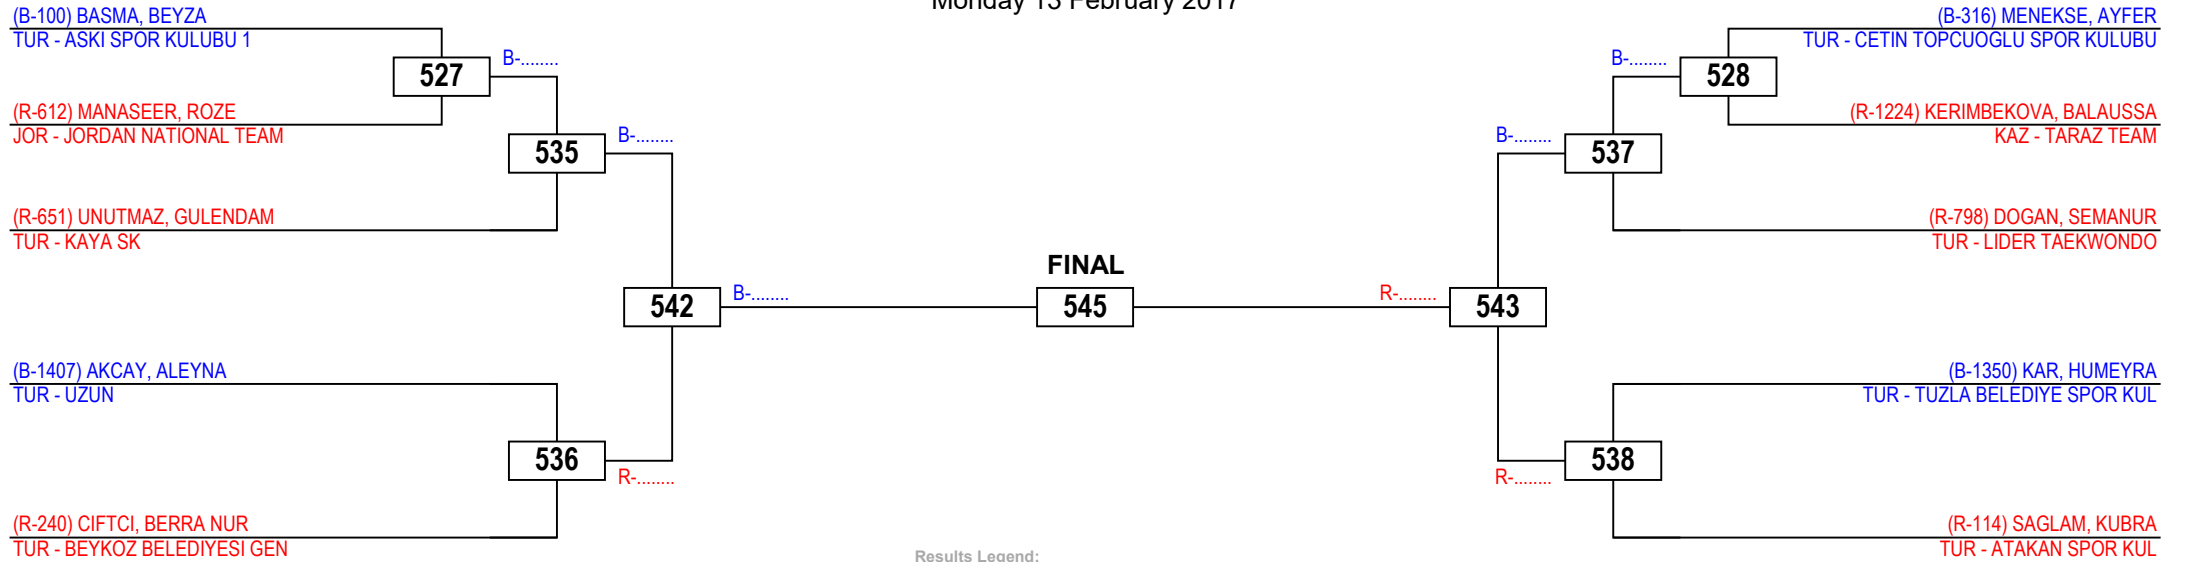 Monday 13 February 2017
(B-100) BASMA, BEYZA
TUR - ASKI SPOR KULUBU 1
527
B-........
(R-612) MANASEER, ROZE
JOR - JORDAN NATIONAL TEAM
535
B-........
(R-651) UNUTMAZ, GULENDAM
TUR - KAYA SK
542
B-........
(B-1407) AKCAY, ALEYNA
TUR - UZUN
536
R-........
(R-240) CIFTCI, BERRA NUR
TUR - BEYKOZ BELEDIYESI GEN
FINAL
545
(B-316) MENEKSE, AYFER
TUR - CETIN TOPCUOGLU SPOR KULUBU
B-........
528
(R-1224) KERIMBEKOVA, BALAUSSA
KAZ - TARAZ TEAM
B-........
537
(R-798) DOGAN, SEMANUR
TUR - LIDER TAEKWONDO
R-........
543
(B-1350) KAR, HUMEYRA
TUR - TUZLA BELEDIYE SPOR KUL
R-........
538
(R-114) SAGLAM, KUBRA
TUR - ATAKAN SPOR KUL
Results Legend: